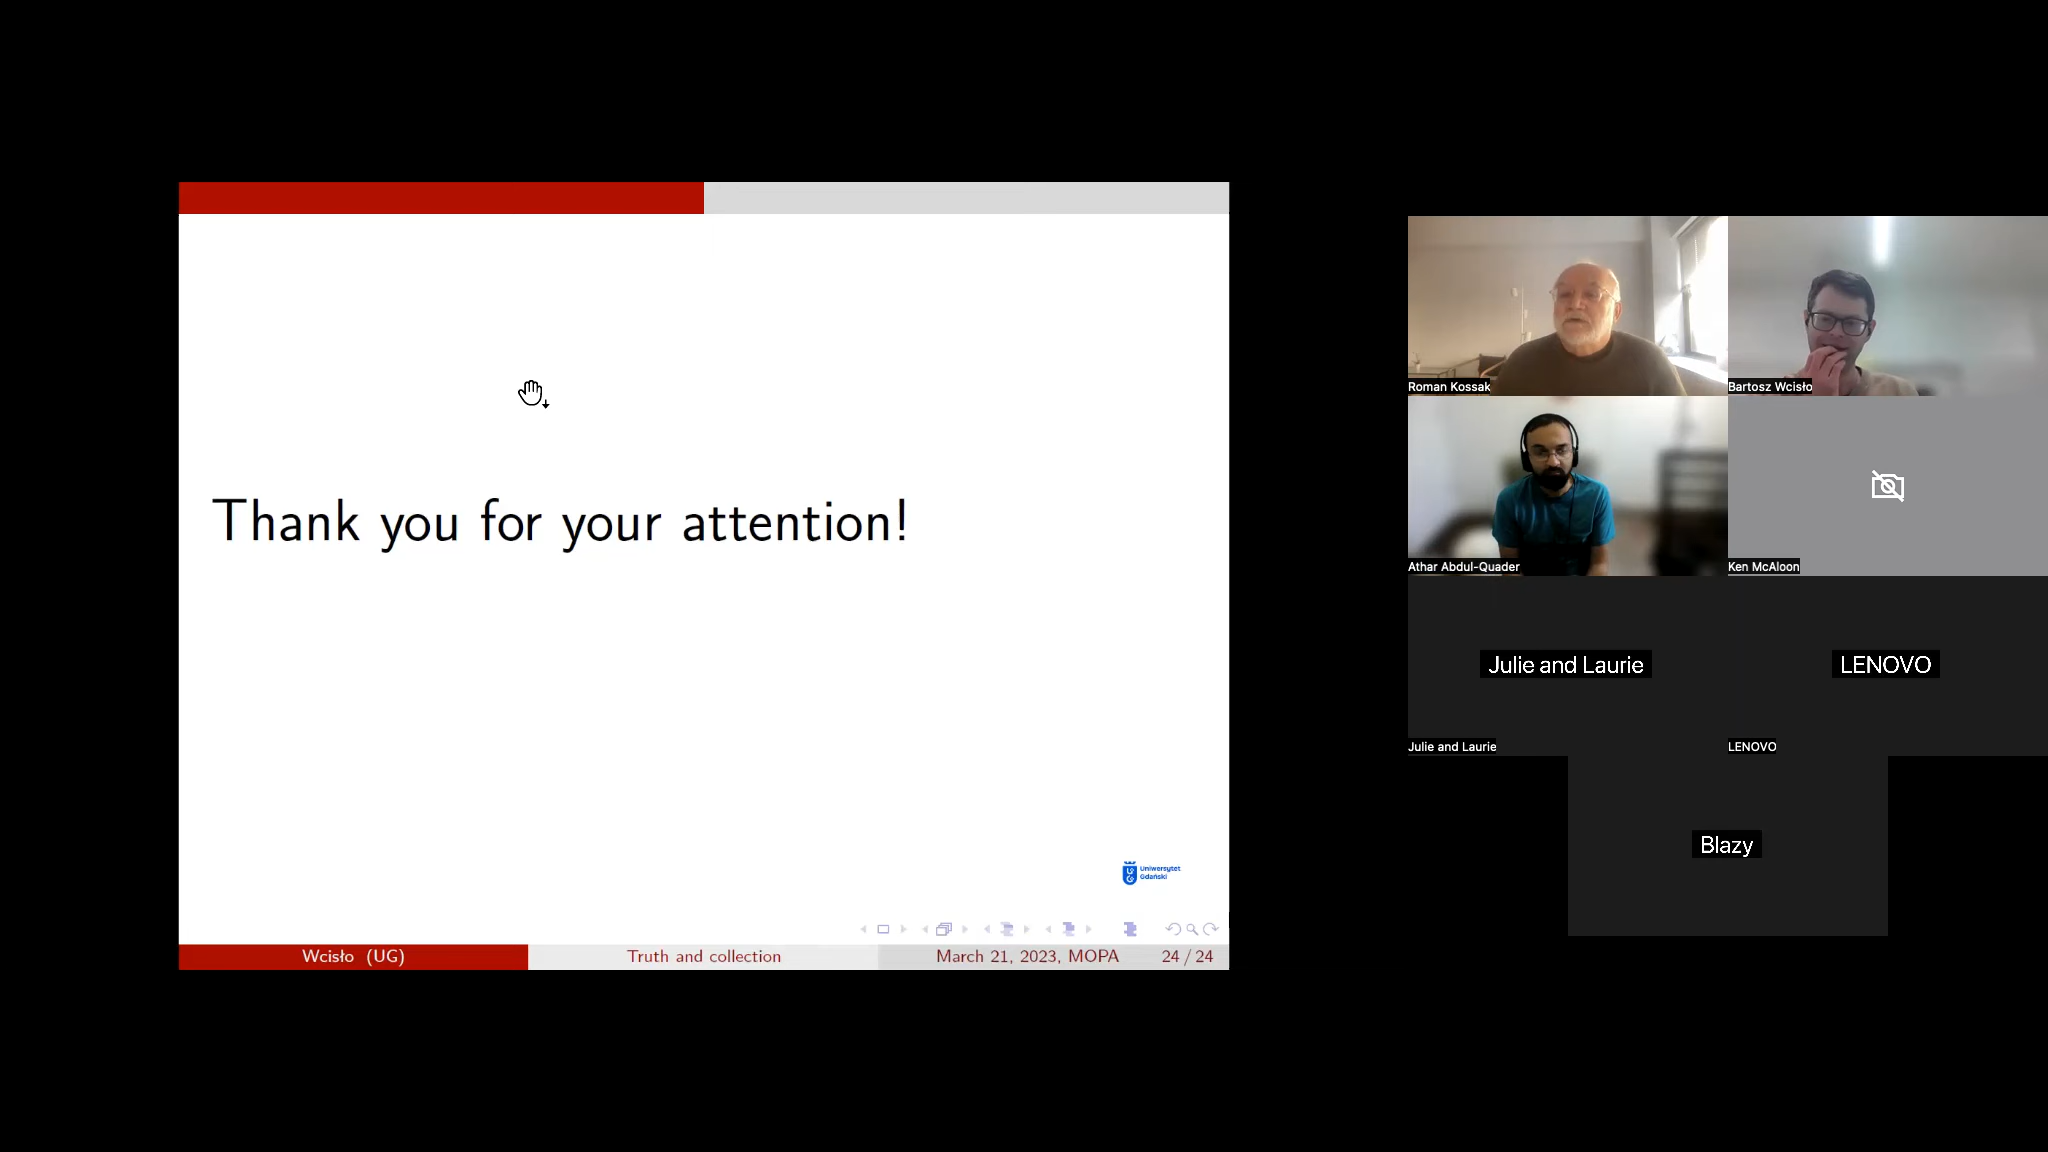 Thank you for your attention!
Uniwersytet
Gdański
Wcisło (UG)
Truth and collection
March 21, 2023, MOPA
24 / 24
Roman Kossak
Bartosz Wcisło
Athar Abdul-Quader
Ken McAloon
Julie and Laurie
LENOVO
Julie and Laurie
LENOVO
Blazy